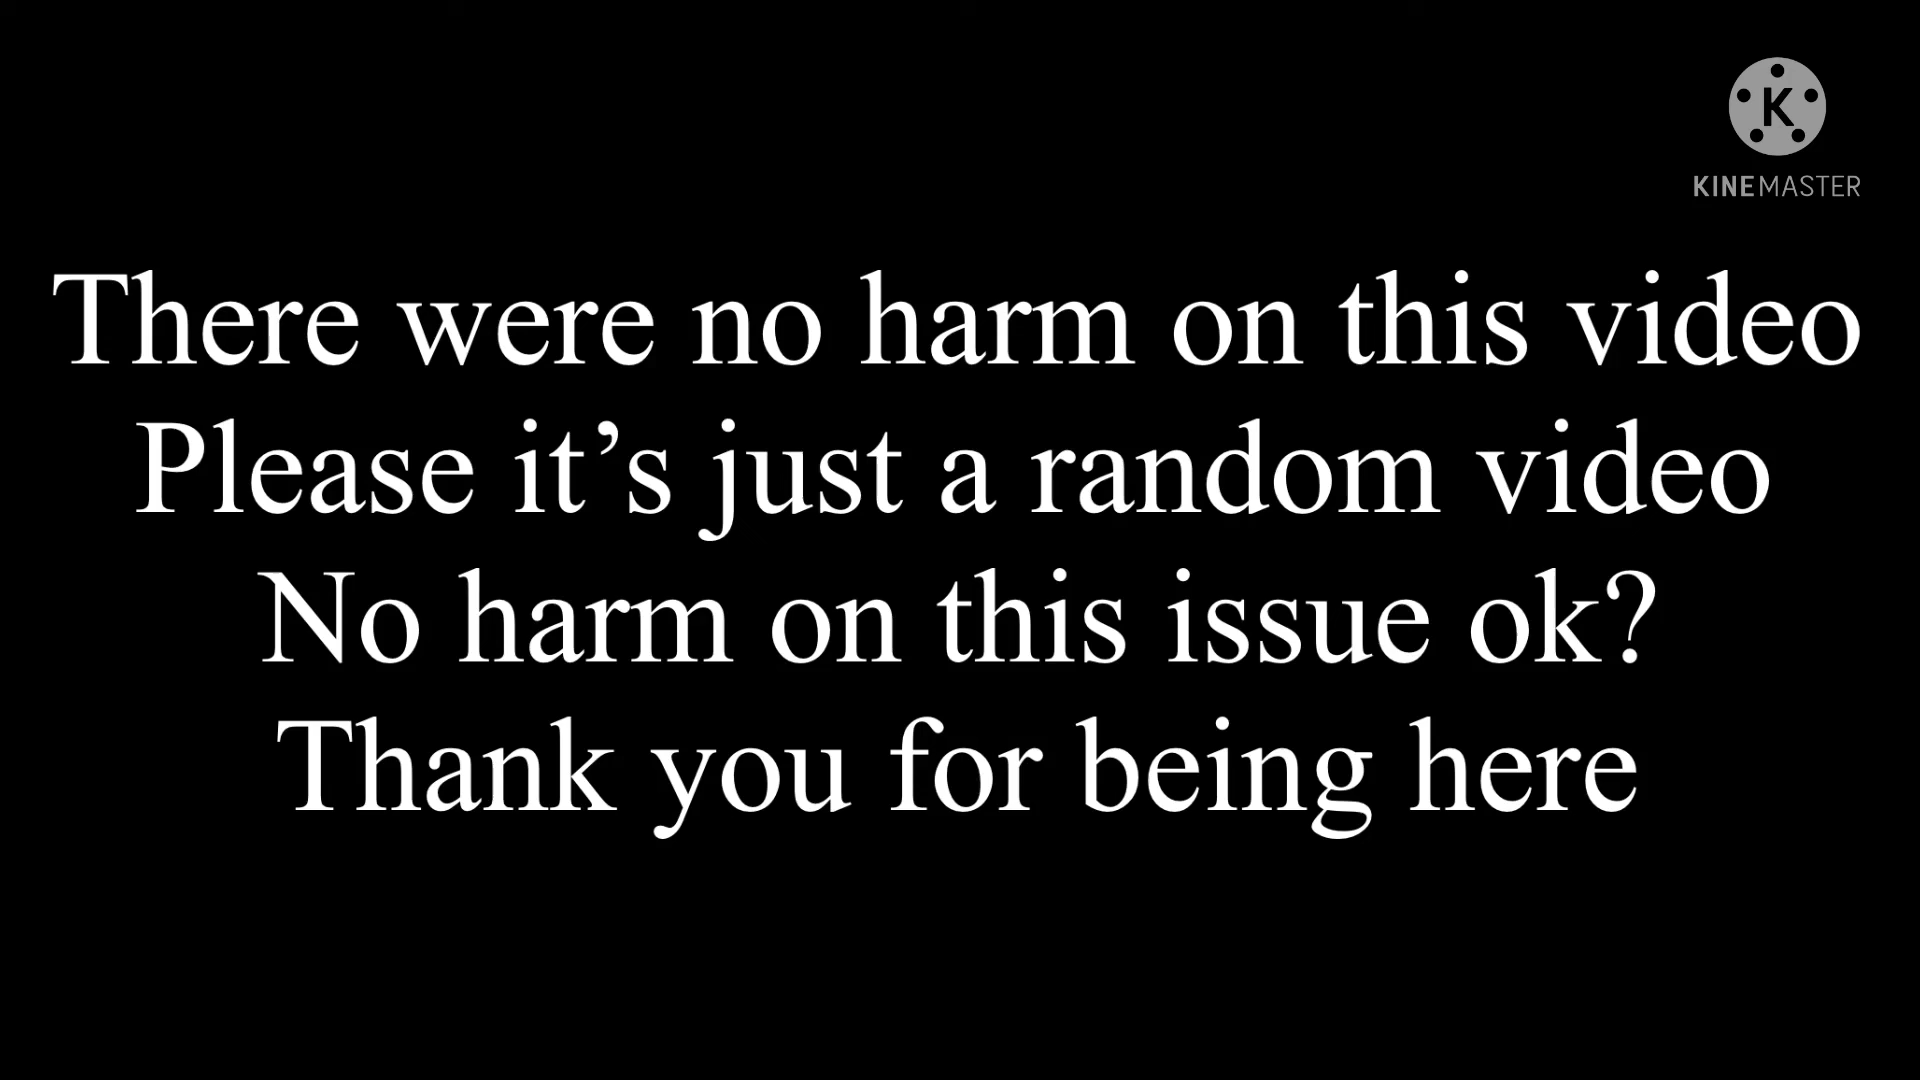 K
KINEMASTER
There were no harm on this video
Please it’s just a random video
No harm on this issue ok?
Thank you for being here